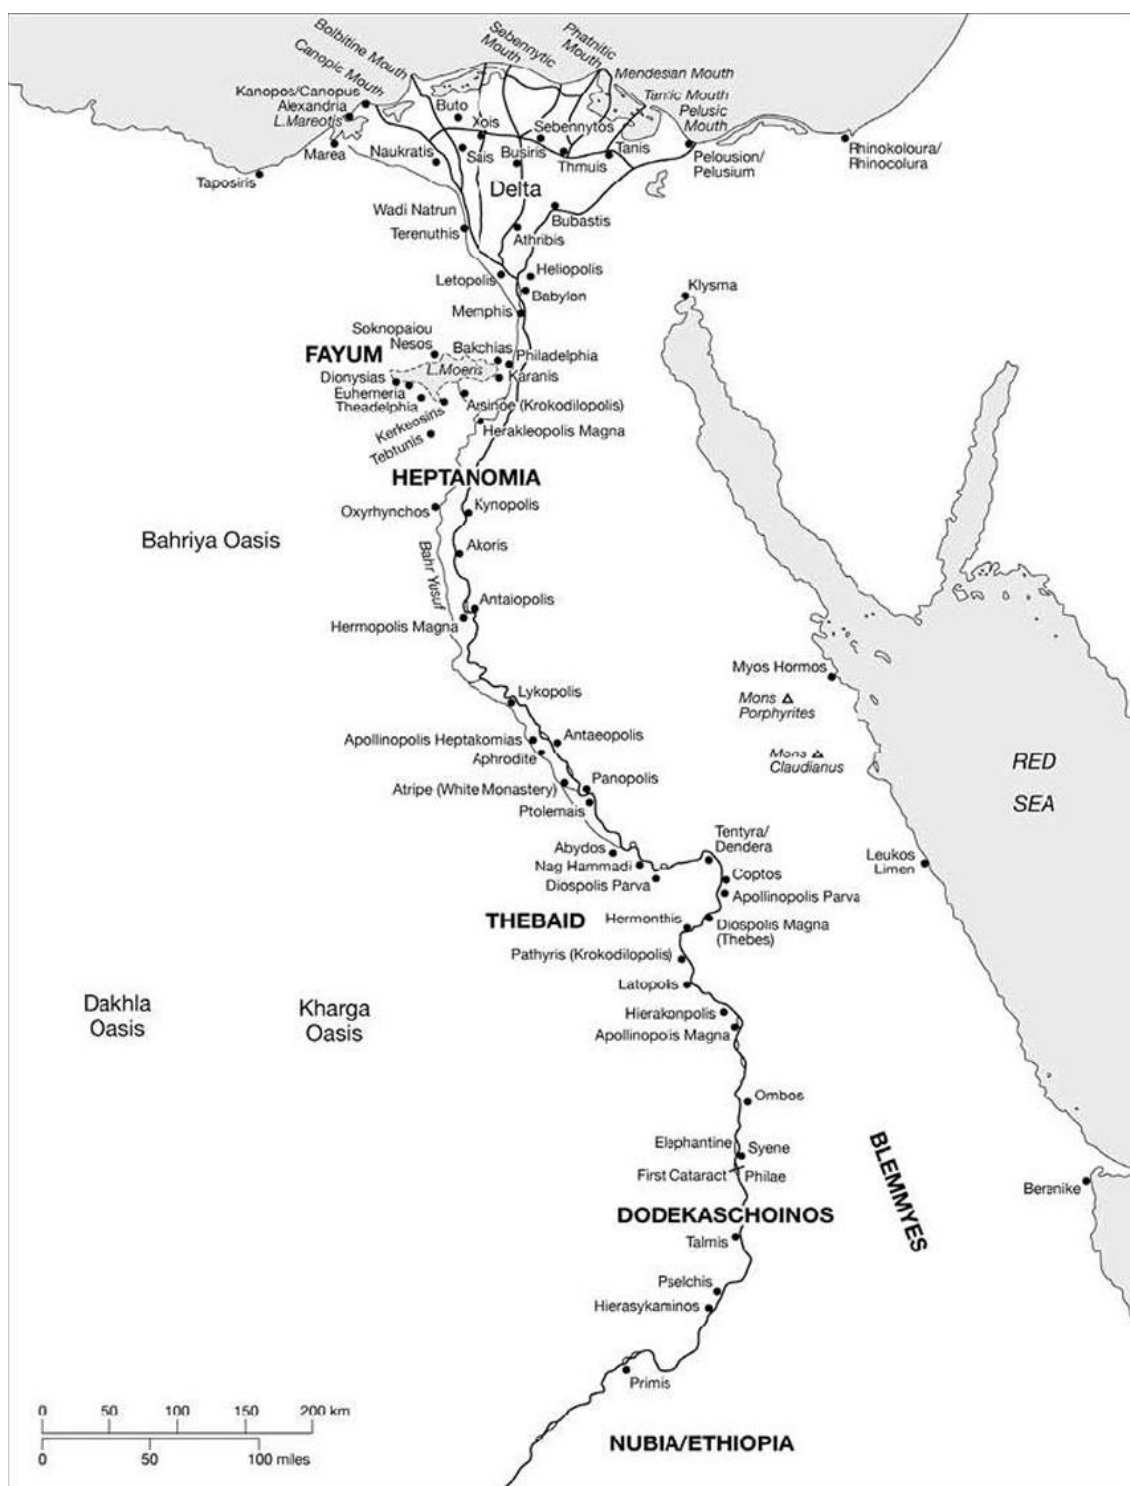 Bolbitine Mouth
Canopic Mouth
Sebennytic
Mouth
Phatnitic
Mouth
Mendesian Mouth
Tanitic Mouth
Pelusic
Mouth
Kanopos/Canopus
Alexandria
L.Mareotis
Marea
Taposiris
Buto
Xois
Naukratis
Sais
Busiris
Sebennytos
Thmuis
Tanis
Pelousion/
Pelusium
Rhinokoloura/
Rhinocolura
Delta
Wadi Natrun
Terenuthis
Bubastis
Athribis
Letopolis
Heliopolis
Babylon
Memphis
Klysma
Soknopaiou
Nesos
FAYUM
Bakchias
Philadelphia
L.Moeris
Dionysias
Karanis
Euhemeria
Theadelphia
Arsinoe (Krokodilopolis)
Kerkeosiris
Tebtunis
Herakleopolis Magna
HEPTANOMIA
Oxyrhynchos
Kynopolis
Bahriya Oasis
Akoris
Bahr Yusuf
Antaiopolis
Hermopolis Magna
Myos Hormos
Lykopolis
Mons
Porphyrites
Apollinopolis Heptakomias
Antaeopolis
Aphrodite
Mons
Claudianus
RED
SEA
Atripe (White Monastery)
Panopolis
Ptolemais
Tentyra/
Dendera
Abydos
Nag Hammadi
Diospolis Parva
Leukos
Limen
Coptos
Apollinopolis Parva
THEBAID
Hermonthis
Diospolis Magna
(Thebes)
Pathyris (Krokodilopolis)
Latopolis
Dakhla
Oasis
Kharga
Oasis
Hierakonpolis
Apollinopolis Magna
Ombos
Elephantine
Syene
First Cataract
Philae
BLEMMYES
Berenike
DODEKASCHOINOS
Talmis
Pselchis
Hierasykaminos
Primis
0 50 100 150 200 km
0 50 100 miles
NUBIA/ETHIOPIA